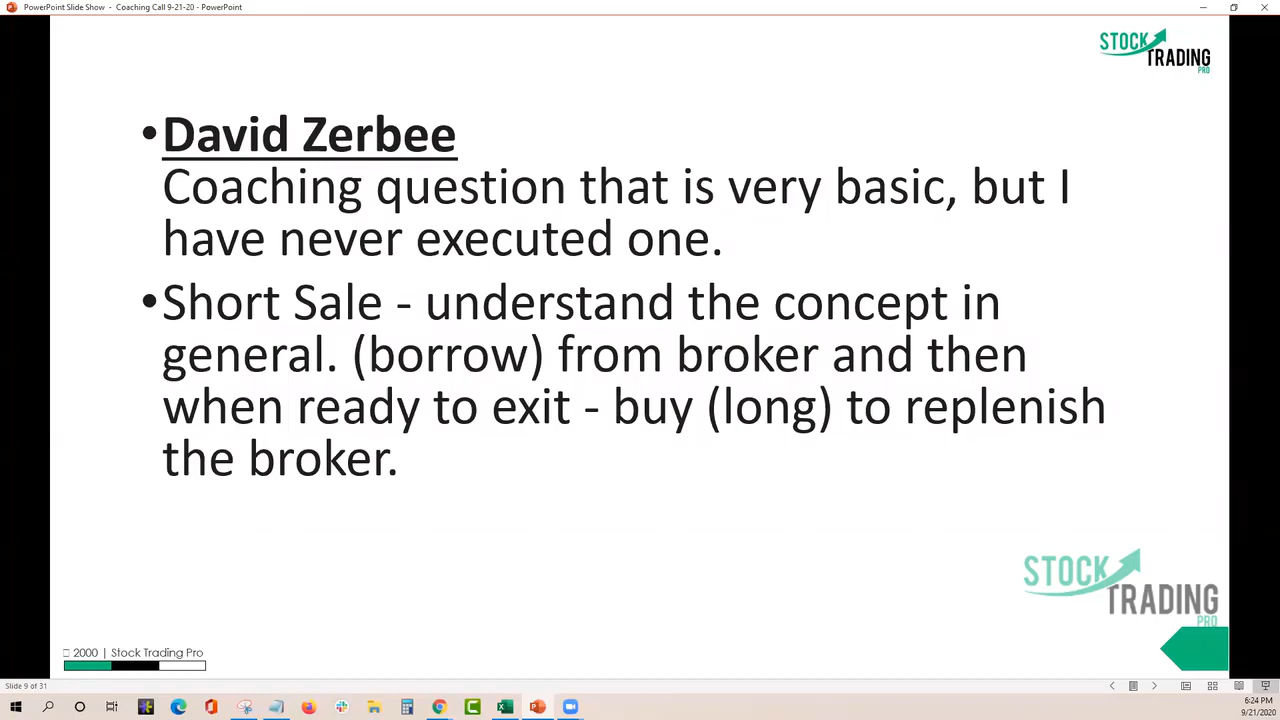 PowerPoint Slide Show - Coaching Call 9-21-20 - PowerPoint
STOCK
TRADING
PRO
•David Zerbee
Coaching question that is very basic, but I
have never executed one.
•Short Sale - understand the concept in
general. (borrow) from broker and then
when ready to exit - buy (long) to replenish
the broker.
STOCK
TRADING
PRO
2000 | Stock Trading Pro
Slide 9 of 31
6:24 PM
9/21/2020